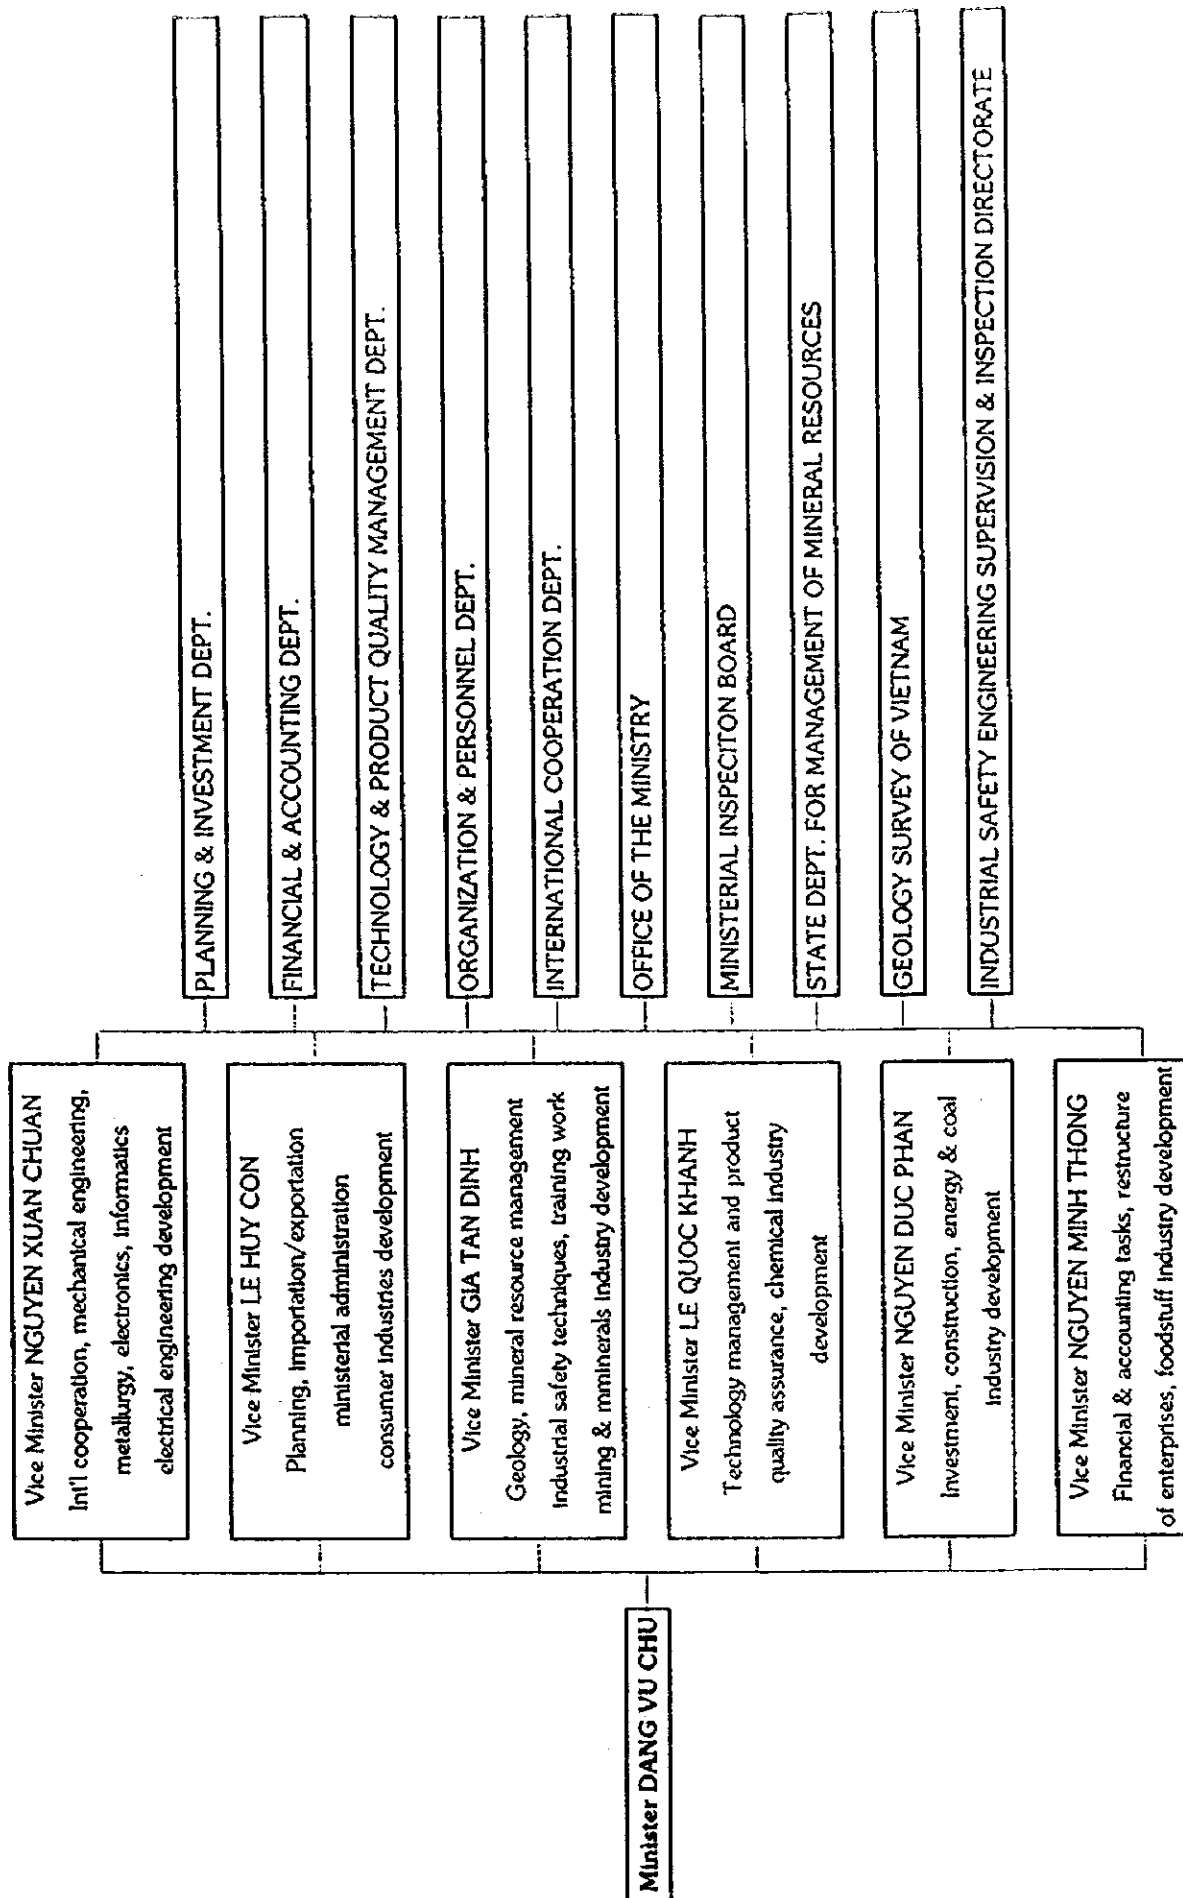 Minister DANG VU CHU
Vice Minister NGUYEN XUAN CHUAN
Int'l cooperation, mechanical engineering,
metallurgy, electronics, informatics
electrical engineering development
Vice Minister LE HUY CON
Planning, importation/exportation
ministerial administration
consumer industries development
Vice Minister GIA TAN DINH
Geology, mineral resource management
industrial safety techniques, training work
mining & mminerals industry development
Vice Minister LE QUOC KHANH
Technology management and product
quality assurance, chemical industry
development
Vice Minister NGUYEN DUC PHAN
Investment, construction, energy & coal
industry development
Vice Minister NGUYEN MINH THONG
Financial & accounting tasks, restructure
of enterprises, foodstuff industry development
PLANNING & INVESTMENT DEPT.
FINANCIAL & ACCOUNTING DEPT.
TECHNOLOGY & PRODUCT QUALITY MANAGEMENT DEPT.
ORGANIZATION & PERSONNEL DEPT.
INTERNATIONAL COOPERATION DEPT.
OFFICE OF THE MINISTRY
MINISTERIAL INSPECITON BOARD
STATE DEPT. FOR MANAGEMENT OF MINERAL RESOURCES
GEOLOGY SURVEY OF VIETNAM
INDUSTRIAL SAFETY ENGINEERING SUPERVISION & INSPECTION DIRECTORATE